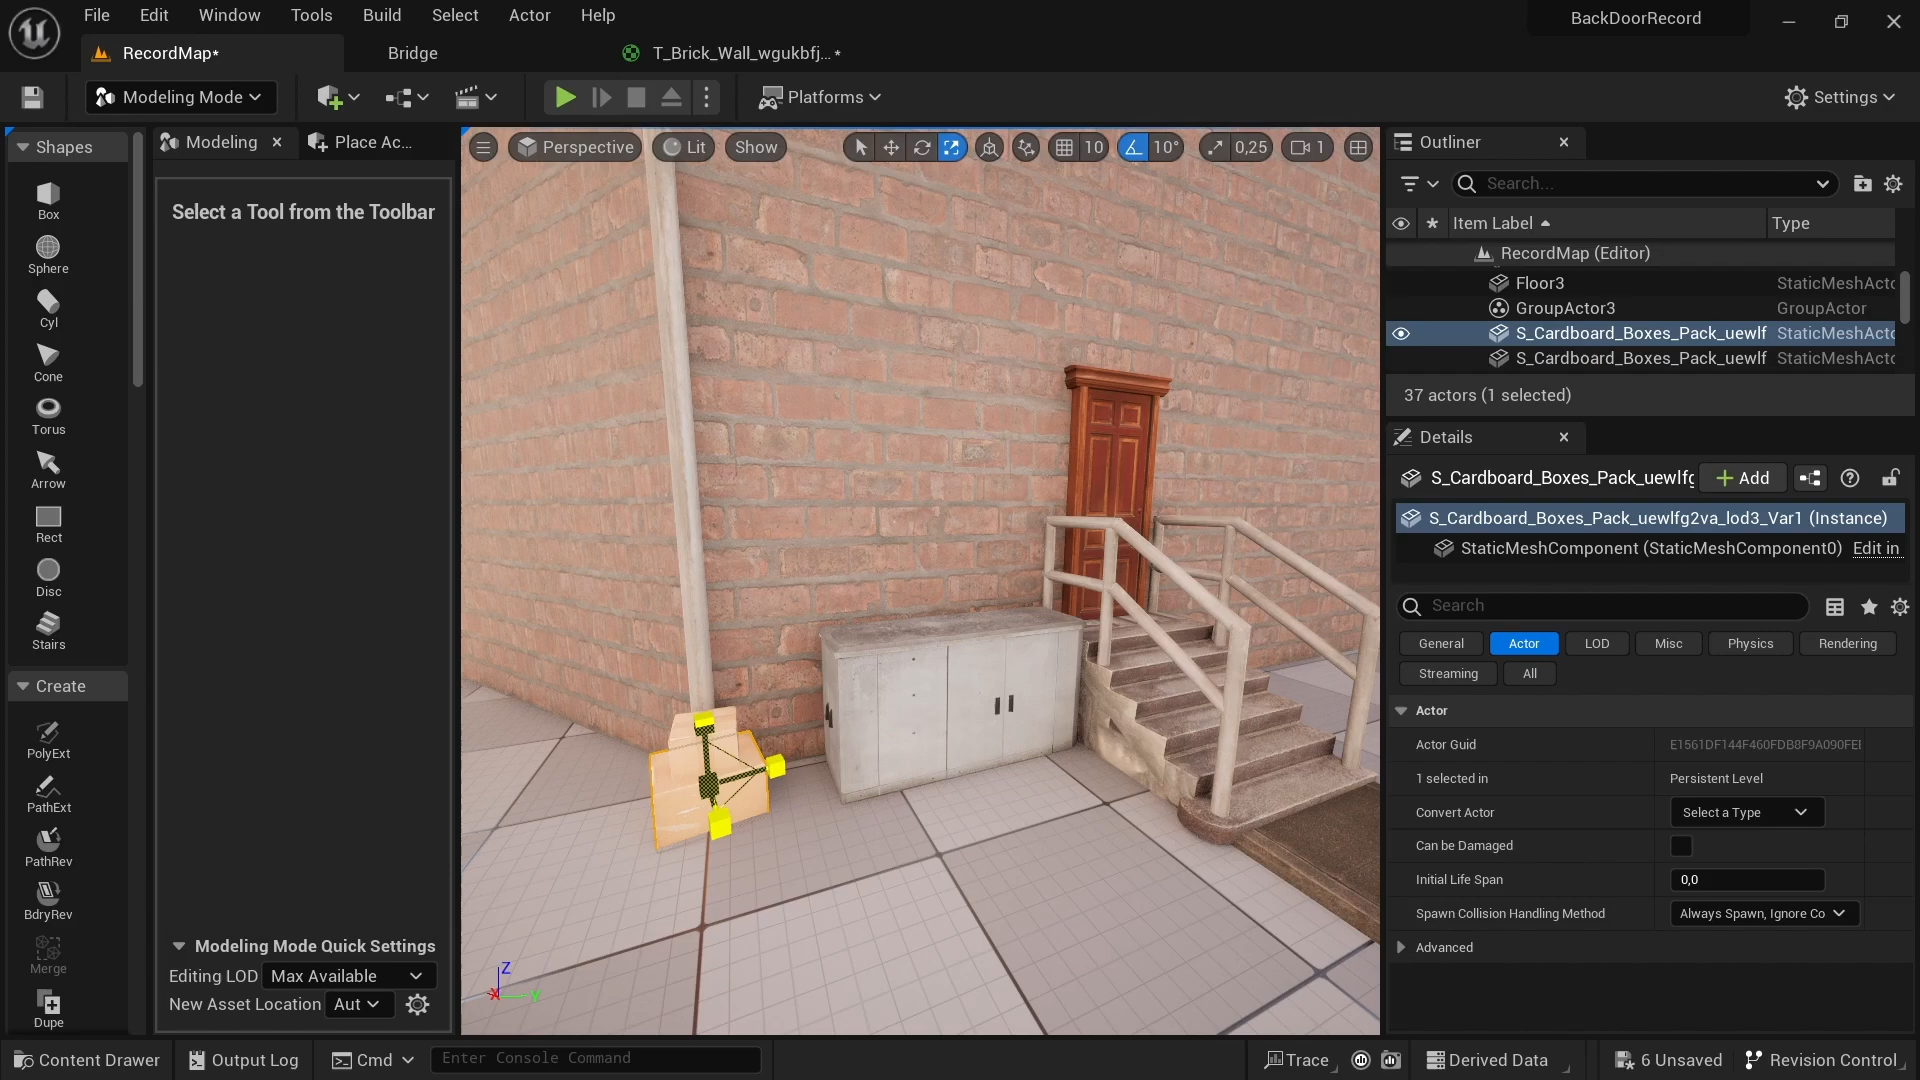 File Edit Window Tools Build Select Actor Help
BackDoorRecord
RecordMap*
Bridge
T_Brick_Wall_wgukbfj... *
Modeling Mode
Platforms
Settings
Shapes
Box
Sphere
Cyl
Cone
Torus
Arrow
Rect
Disc
Stairs
Create
PolyExt
PathExt
PathRev
BdryRev
Merge
Dupe
Modeling
Place Ac...
Select a Tool from the Toolbar
Modeling Mode Quick Settings
Editing LOD Max Available
New Asset Location Aut
Perspective Lit Show 10 10° 0,25 1
Z
X Y
Outliner
Search...
Item Label Type
RecordMap (Editor)
Floor3 StaticMeshActo
GroupActor3 GroupActor
S_Cardboard_Boxes_Pack_uewlf StaticMeshActo
S_Cardboard_Boxes_Pack_uewlf StaticMeshActo
37 actors (1 selected)
Details
S_Cardboard_Boxes_Pack_uewlfg
Add
S_Cardboard_Boxes_Pack_uewlfg2va_lod3_Var1 (Instance)
StaticMeshComponent (StaticMeshComponent0) Edit in
Search
General Actor LOD Misc Physics Rendering
Streaming All
Actor
Actor Guid E1561DF144F460FDB8F9A090FEE
1 selected in Persistent Level
Convert Actor Select a Type
Can be Damaged
Initial Life Span 0,0
Spawn Collision Handling Method Always Spawn, Ignore Co
Advanced
Content Drawer Output Log Cmd Enter Console Command Trace Derived Data 6 Unsaved Revision Control